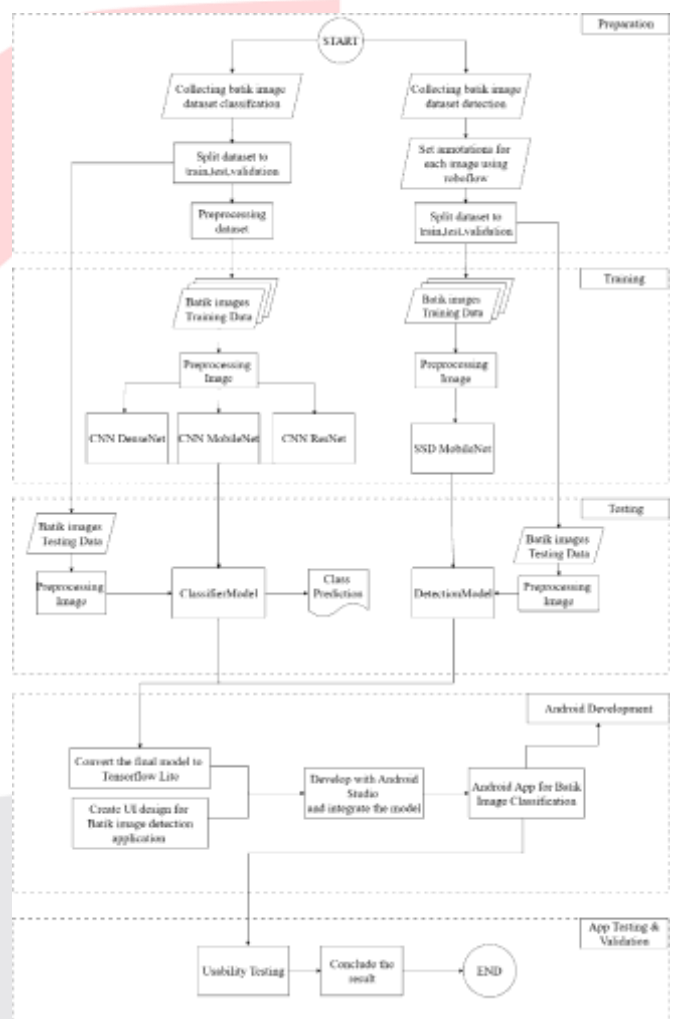 Preparation
START
Collecting batik image
dataset classifcation
Collecting batik image
dataset detection
Split dataset to
train,test,validation
Set annotations for
each image using
roboflow
Preprocessing
dataset
Split dataset to
train,test,validation
Training
Batik images
Training Data
Batik images
Training Data
Preprocessing
Image
Preprocessing
Image
CNN DenseNet
CNN MobileNet
CNN ResNet
SSD MobileNet
Testing
Batik images
Testing Data
Batik images
Testing Data
Preprocessing
Image
ClassifierModel
Class
Prediction
DetectionModel
Preprocessing
Image
Android Development
Convert the final model to
Tensorflow Lite
Develop with Android
Studio
and integrate the model
Android App for Batik
Image Classification
Create UI design for
Batik image detection
application
App Testing &
Validation
Usability Testing
Conclude the
result
END